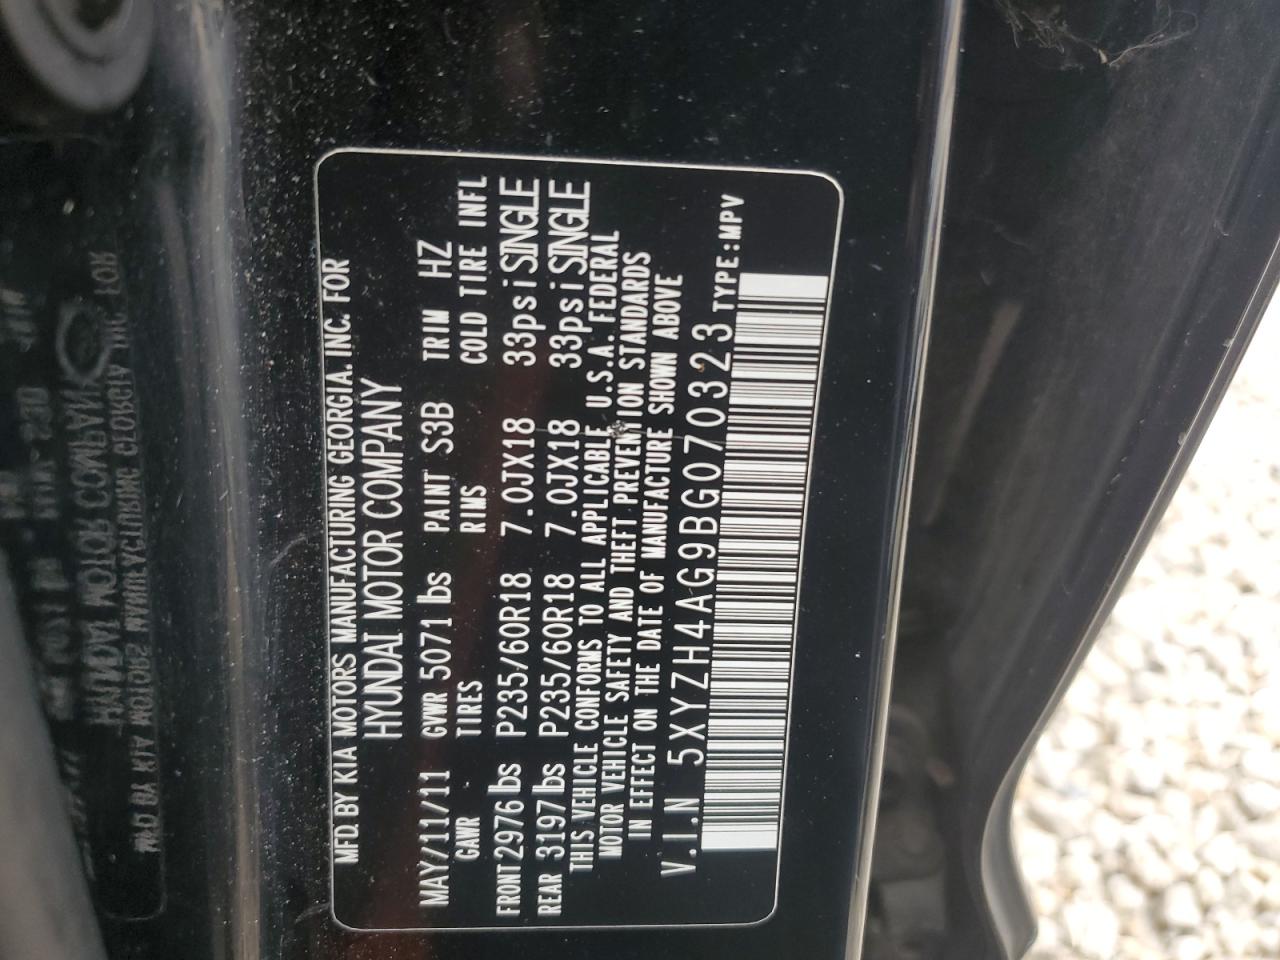 MFD. BY KIA MOTORS MANUFACTURING GEORGIA. INC. FOR
HYUNDAI MOTOR COMPANY
MAY/11/11 GVWR 5071 lbs PAINT S3B TRIM HZ
GAWR TIRES RIMS COLD TIRE INFL
FRONT 2976 lbs P235/60R18 7.0JX18 33psi SINGLE
REAR 3197 lbs P235/60R18 7.0JX18 33psi SINGLE
THIS VEHICLE CONFORMS TO ALL APPLICABLE U.S.A. FEDERAL
MOTOR VEHICLE SAFETY AND THEFT PREVENTION STANDARDS
IN EFFECT ON THE DATE OF MANUFACTURE SHOWN ABOVE
V.I.N 5XYZH4AG9BG070323 TYPE:MPV